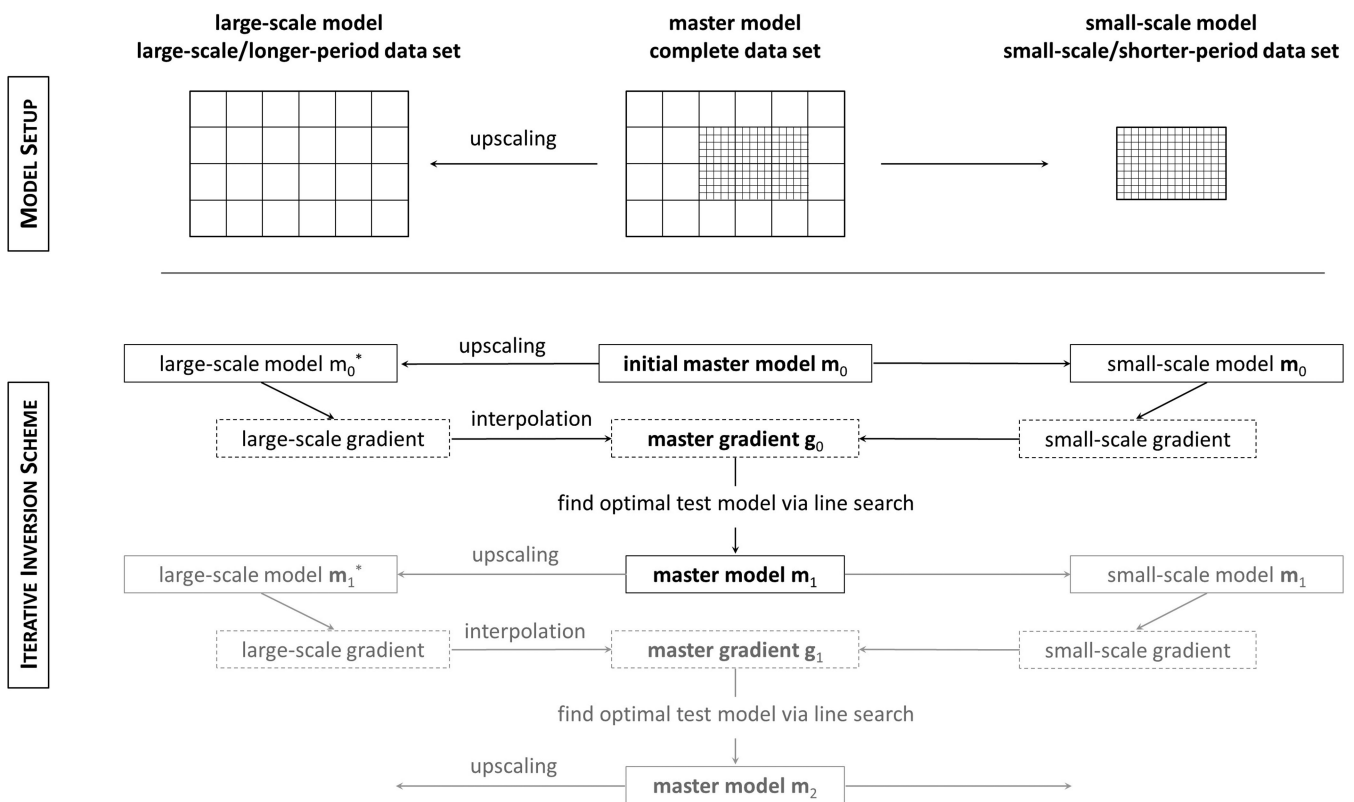 large-scale model
large-scale/longer-period data set
master model
complete data set
small-scale model
small-scale/shorter-period data set
MODEL SETUP
upscaling
ITERATIVE INVERSION SCHEME
large-scale model m0*
upscaling
initial master model m0
small-scale model m0
large-scale gradient
interpolation
master gradient g0
small-scale gradient
find optimal test model via line search
large-scale model m1*
upscaling
master model m1
small-scale model m1
large-scale gradient
interpolation
master gradient g1
small-scale gradient
find optimal test model via line search
upscaling
master model m2